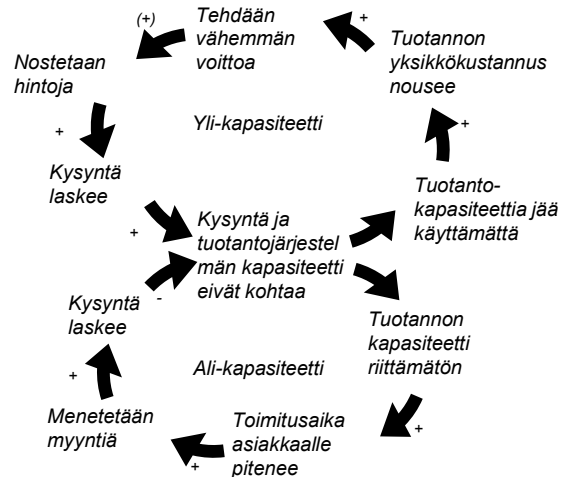 (+)
Tehdään
vähemmän
voittoa
+
Tuotannon
yksikkökustannus
nousee
Nostetaan
hintoja
+
Yli-kapasiteetti
+
Kysyntä
laskee
+
Tuotanto-
kapasiteettia jää
käyttämättä
Kysyntä ja
tuotantojärjestel
män kapasiteetti
eivät kohtaa
Kysyntä
laskee
-
Tuotannon
kapasiteetti
riittämätön
Ali-kapasiteetti
+
Menetetään
myyntiä
+
Toimitusaika
asiakkaalle
pitenee
+